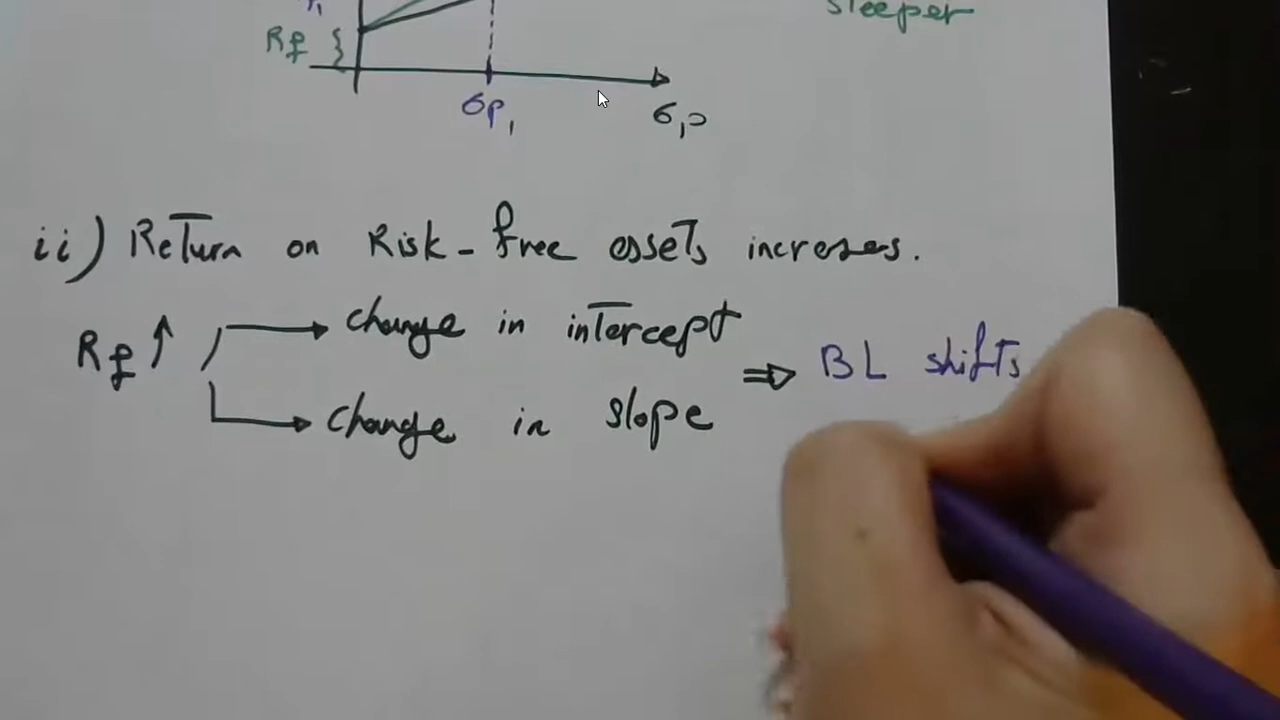 steeper
Rf
σp1
σp
ii) Return on Risk-free assets increases.
Rf ↑ → change in intercept
⇒ BL shifts
→ change in slope